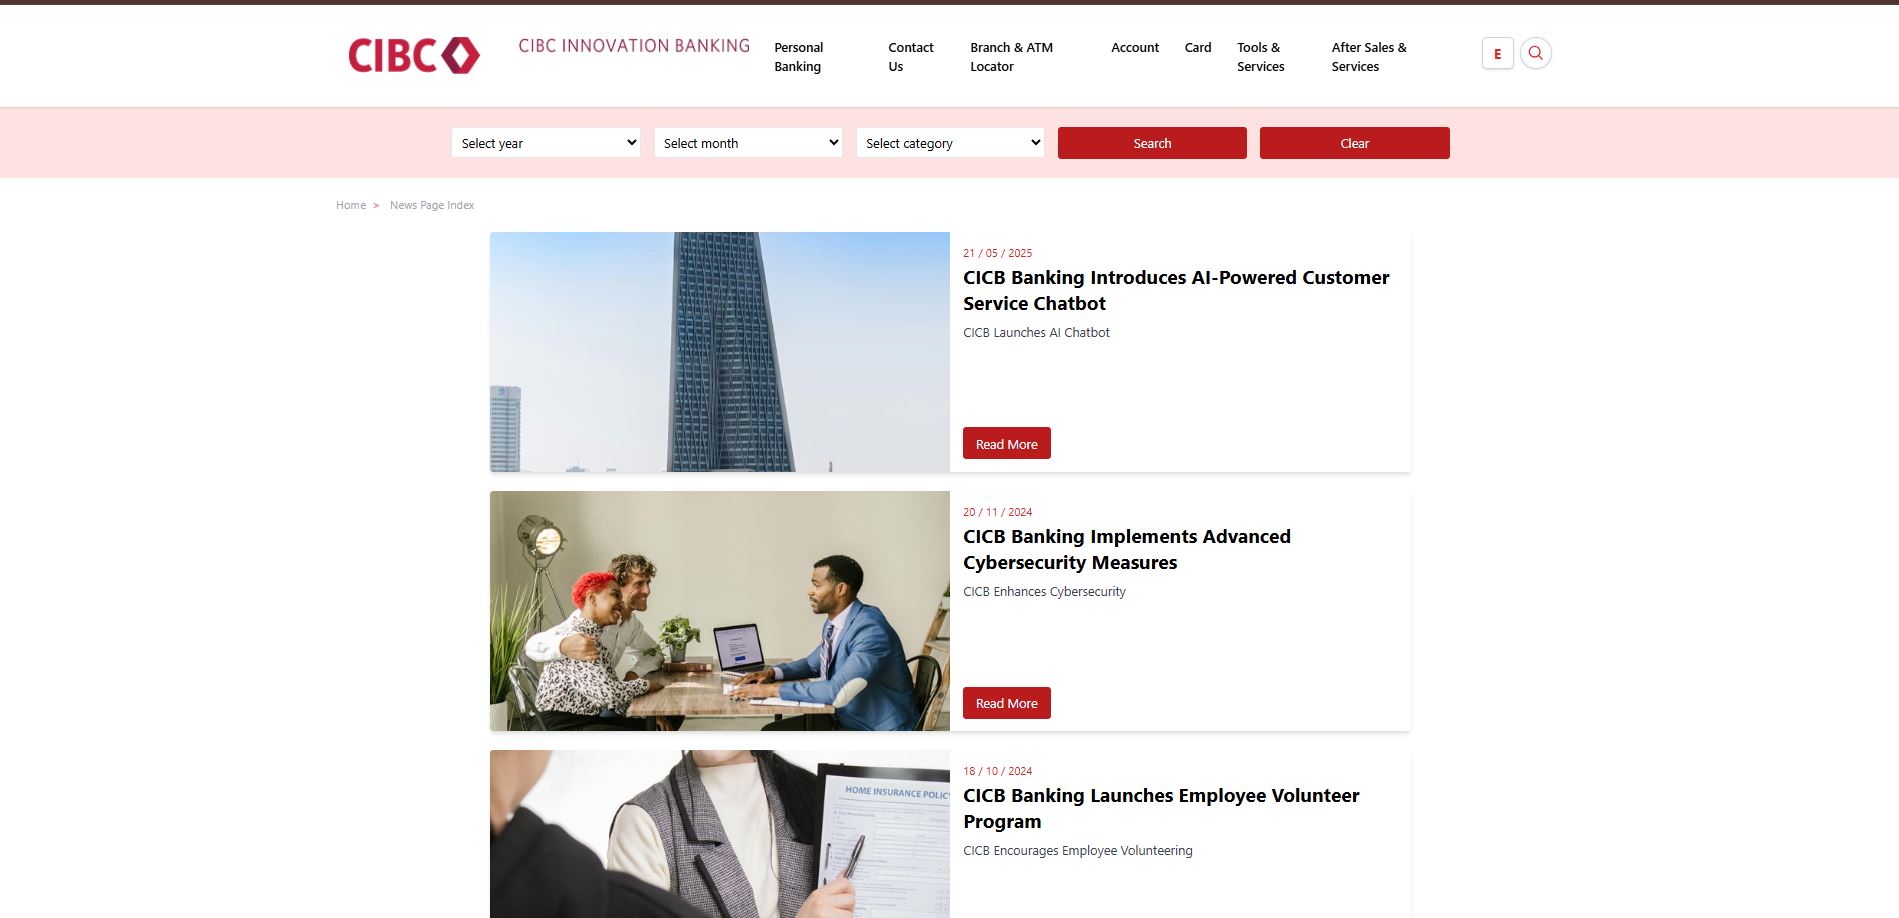 CIBC
CIBC INNOVATION BANKING
Personal
Banking
Contact
Us
Branch & ATM
Locator
Account
Card
Tools &
Services
After Sales &
Services
E
Select year
Select month
Select category
Search
Clear
Home > News Page Index
21 / 05 / 2025
CICB Banking Introduces AI-Powered Customer
Service Chatbot
CICB Launches AI Chatbot
Read More
20 / 11 / 2024
CICB Banking Implements Advanced
Cybersecurity Measures
CICB Enhances Cybersecurity
Read More
HOME INSURANCE POLICY
18 / 10 / 2024
CICB Banking Launches Employee Volunteer
Program
CICB Encourages Employee Volunteering